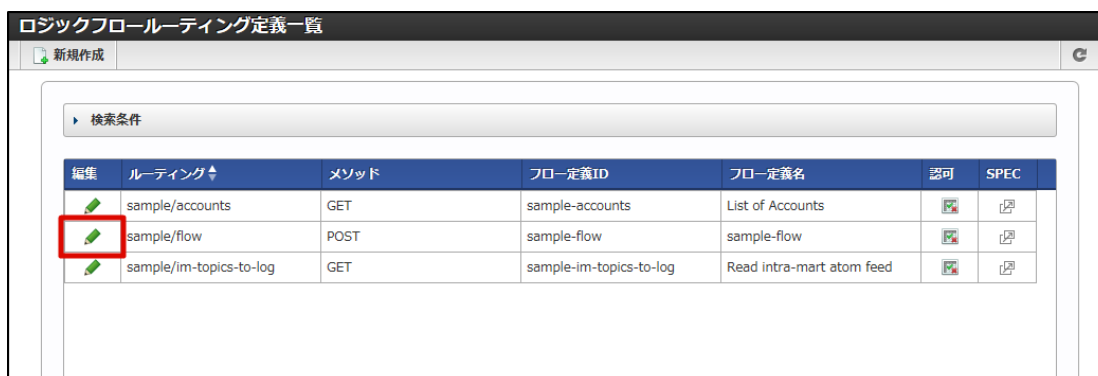 ロジックフロールーティング定義一覧
新規作成
検索条件
編集 ルーティング メソッド フロー定義ID フロー定義名 認可 SPEC
sample/accounts GET sample-accounts List of Accounts
sample/flow POST sample-flow sample-flow
sample/im-topics-to-log GET sample-im-topics-to-log Read intra-mart atom feed